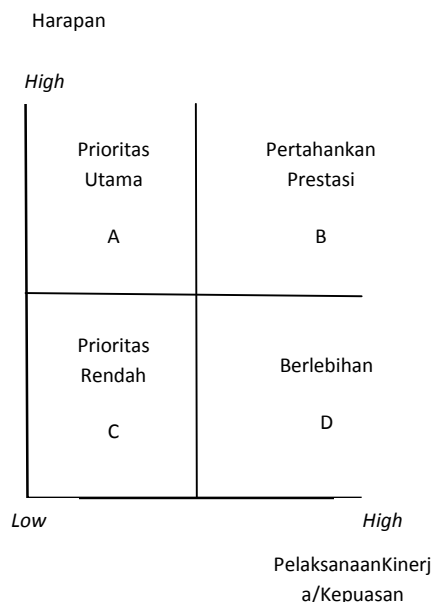 Harapan
High
Prioritas
Utama
A
Pertahankan
Prestasi
B
Prioritas
Rendah
C
Berlebihan
D
Low
High
PelaksanaanKinerj
a/Kepuasan